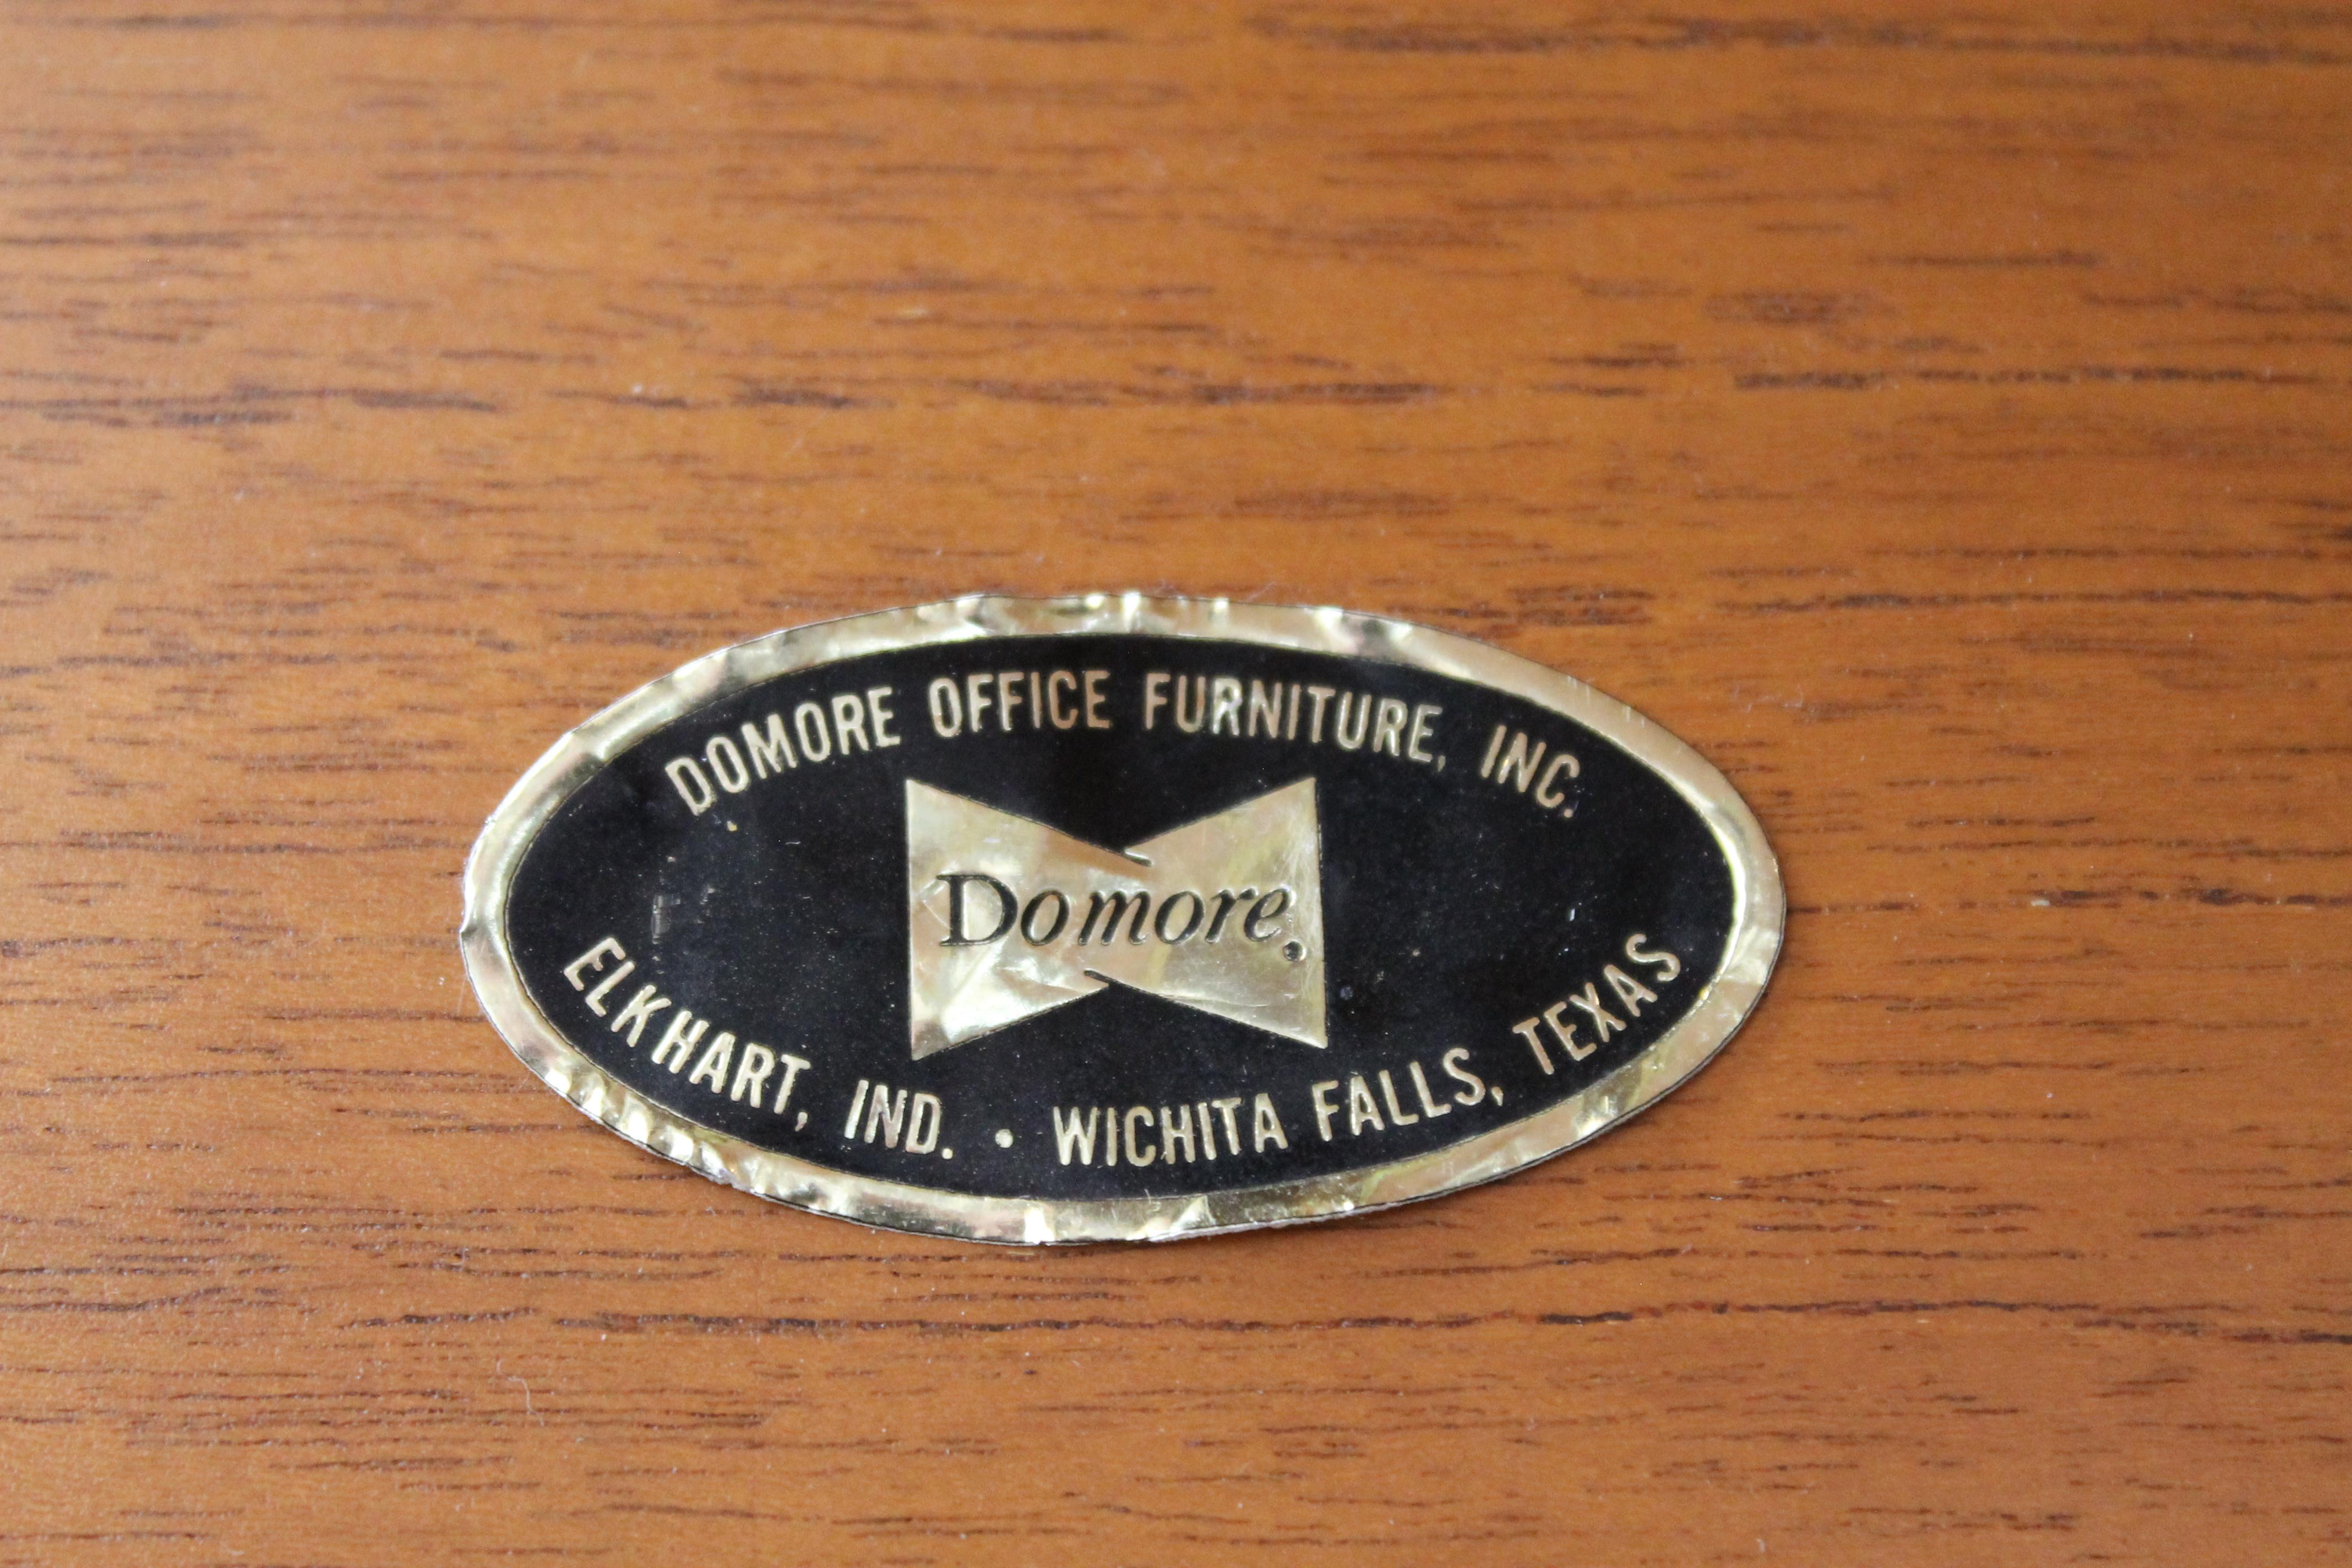 DOMORE OFFICE FURNITURE, INC.
Domore.
ELKHART, IND. • WICHITA FALLS, TEXAS